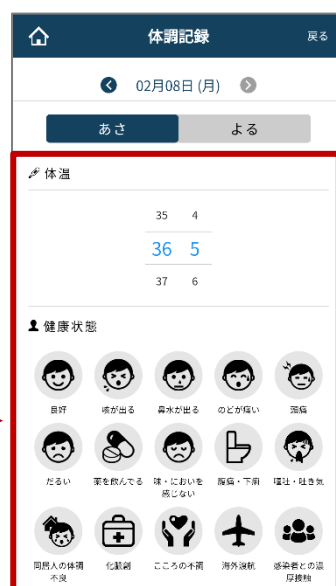 体調記録
戻る
02月08日 (月)
あさ
よる
体温
35 4
36 5
37 6
健康状態
良好
咳が出る
鼻水が出る
のどが痛い
頭痛
だるい
薬を飲んでる
味・においを
感じない
腹痛・下痢
嘔吐・吐き気
同居人の体調
不良
化膿創
こころの不調
海外渡航
感染者との濃
厚接触